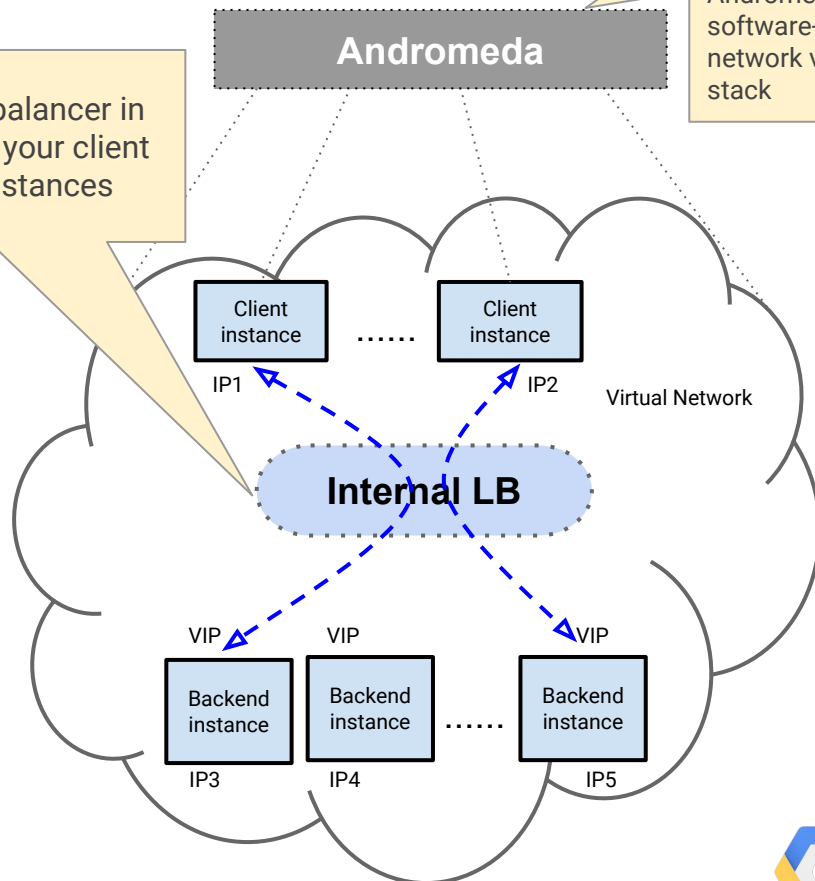 Andromeda
software-
network v
stack
balancer in
your client
stances
Client
instance
......
Client
instance
IP1
IP2
Virtual Network
Internal LB
VIP
VIP
VIP
Backend
instance
Backend
instance
......
Backend
instance
IP3
IP4
IP5